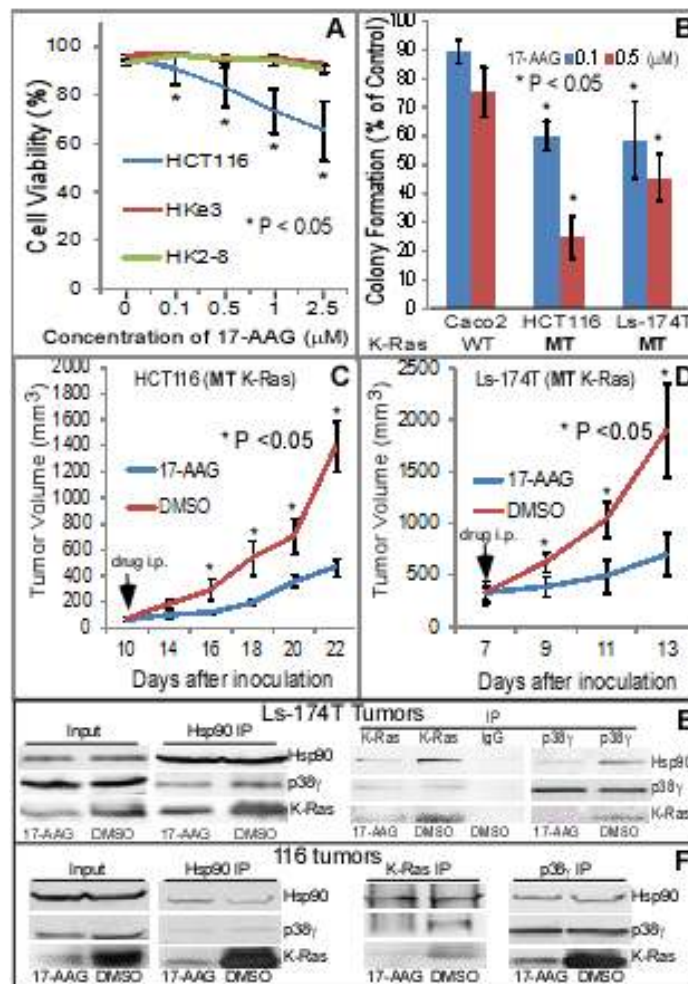 A
Cell Viability (%)
100
80
60
40
20
0
HCT116
HKe3
HK2-8
* * * *
* P < 0.05
0 0.1 0.5 1 2.5
Concentration of 17-AAG (μM)
B
Colony Formation (% of Control)
100
90
80
70
60
50
40
30
20
10
0
17-AAG 0.1 0.5 (μM)
* P < 0.05
* * * *
Caco2 HCT116 Ls-174T
K-Ras WT MT MT
C
HCT116 (MT K-Ras)
Tumor Volume (mm3)
2000
1800
1600
1400
1200
1000
800
600
400
200
0
* P <0.05
17-AAG
DMSO
drug i.p.
* * * *
10 14 16 18 20 22
Days after inoculation
D
Ls-174T (MT K-Ras)
Tumor Volume (mm3)
2500
2000
1500
1000
500
0
* P <0.05
17-AAG
DMSO
drug i.p.
* * *
7 9 11 13
Days after inoculation
Ls-174T Tumors
E
Input Hsp90 IP
Hsp90
p38γ
K-Ras
17-AAG DMSO 17-AAG DMSO
IP
K-Ras K-Ras IgG p38γ p38γ
Hsp90
p38γ
K-Ras
17-AAG DMSO DMSO 17-AAG DMSO
116 tumors
F
Input Hsp90 IP K-Ras IP p38γ IP
Hsp90 Hsp90
p38γ p38γ
K-Ras K-Ras
17-AAG DMSO 17-AAG DMSO 17-AAG DMSO 17-AAG DMSO